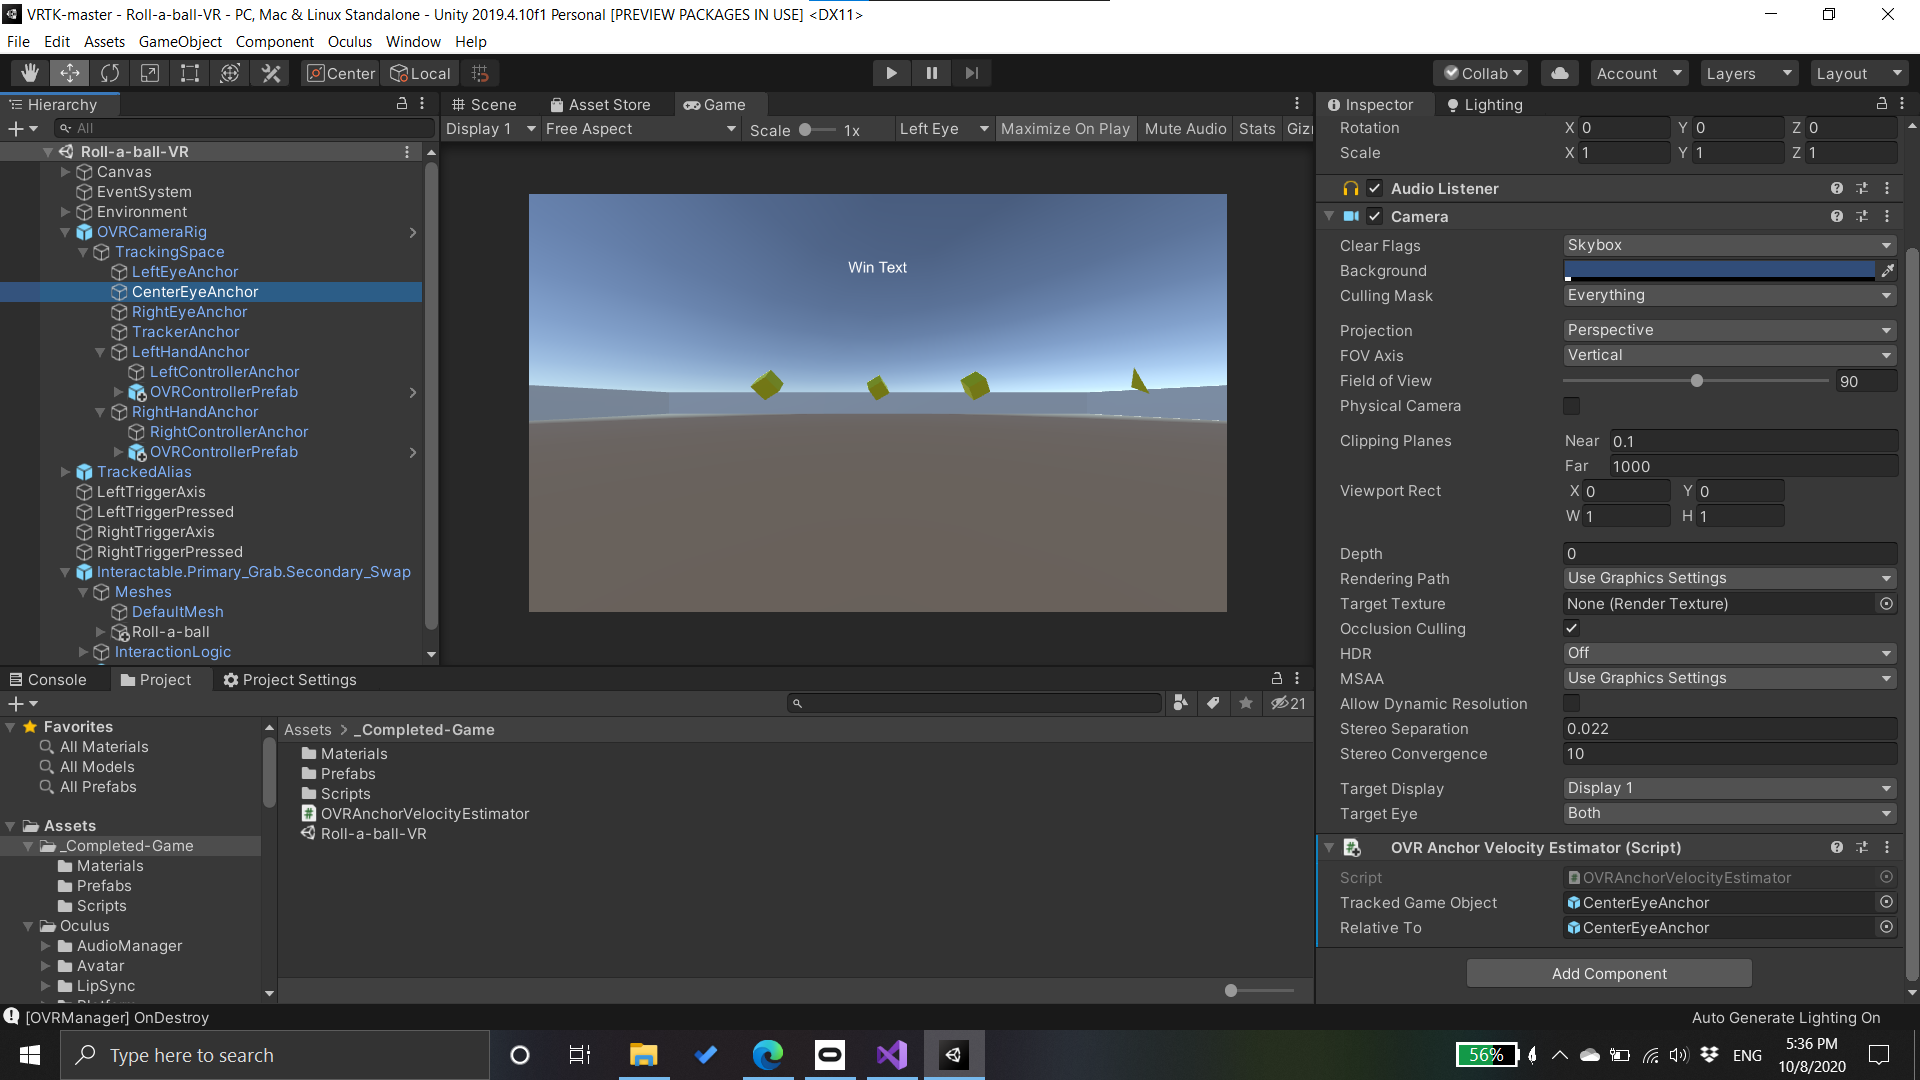 VRTK-master - Roll-a-ball-VR - PC, Mac & Linux Standalone - Unity 2019.4.10f1 Personal [PREVIEW PACKAGES IN USE] <DX11>
File Edit Assets GameObject Component Oculus Window Help
Center Local Collab Account Layers Layout
Hierarchy
All
Roll-a-ball-VR
Canvas
EventSystem
Environment
OVRCameraRig
TrackingSpace
LeftEyeAnchor
CenterEyeAnchor
RightEyeAnchor
TrackerAnchor
LeftHandAnchor
LeftControllerAnchor
OVRControllerPrefab
RightHandAnchor
RightControllerAnchor
OVRControllerPrefab
TrackedAlias
LeftTriggerAxis
LeftTriggerPressed
RightTriggerAxis
RightTriggerPressed
Interactable.Primary_Grab.Secondary_Swap
Meshes
DefaultMesh
Roll-a-ball
InteractionLogic
Scene Asset Store Game
Display 1 Free Aspect Scale 1x Left Eye Maximize On Play Mute Audio Stats Giz
Win Text
Inspector Lighting
Rotation X 0 Y 0 Z 0
Scale X 1 Y 1 Z 1
Audio Listener
Camera
Clear Flags Skybox
Background
Culling Mask Everything
Projection Perspective
FOV Axis Vertical
Field of View 90
Physical Camera
Clipping Planes Near 0.1
Far 1000
Viewport Rect X 0 Y 0
W 1 H 1
Depth 0
Rendering Path Use Graphics Settings
Target Texture None (Render Texture)
Occlusion Culling
HDR Off
MSAA Use Graphics Settings
Allow Dynamic Resolution
Stereo Separation 0.022
Stereo Convergence 10
Target Display Display 1
Target Eye Both
OVR Anchor Velocity Estimator (Script)
Script OVRAnchorVelocityEstimator
Tracked Game Object CenterEyeAnchor
Relative To CenterEyeAnchor
Add Component
Console Project Project Settings
21
Favorites
All Materials
All Models
All Prefabs
Assets
_Completed-Game
Materials
Prefabs
Scripts
Oculus
AudioManager
Avatar
LipSync
Assets > _Completed-Game
Materials
Prefabs
Scripts
OVRAnchorVelocityEstimator
Roll-a-ball-VR
[OVRManager] OnDestroy
Auto Generate Lighting On
Type here to search
56%
ENG
5:36 PM
10/8/2020